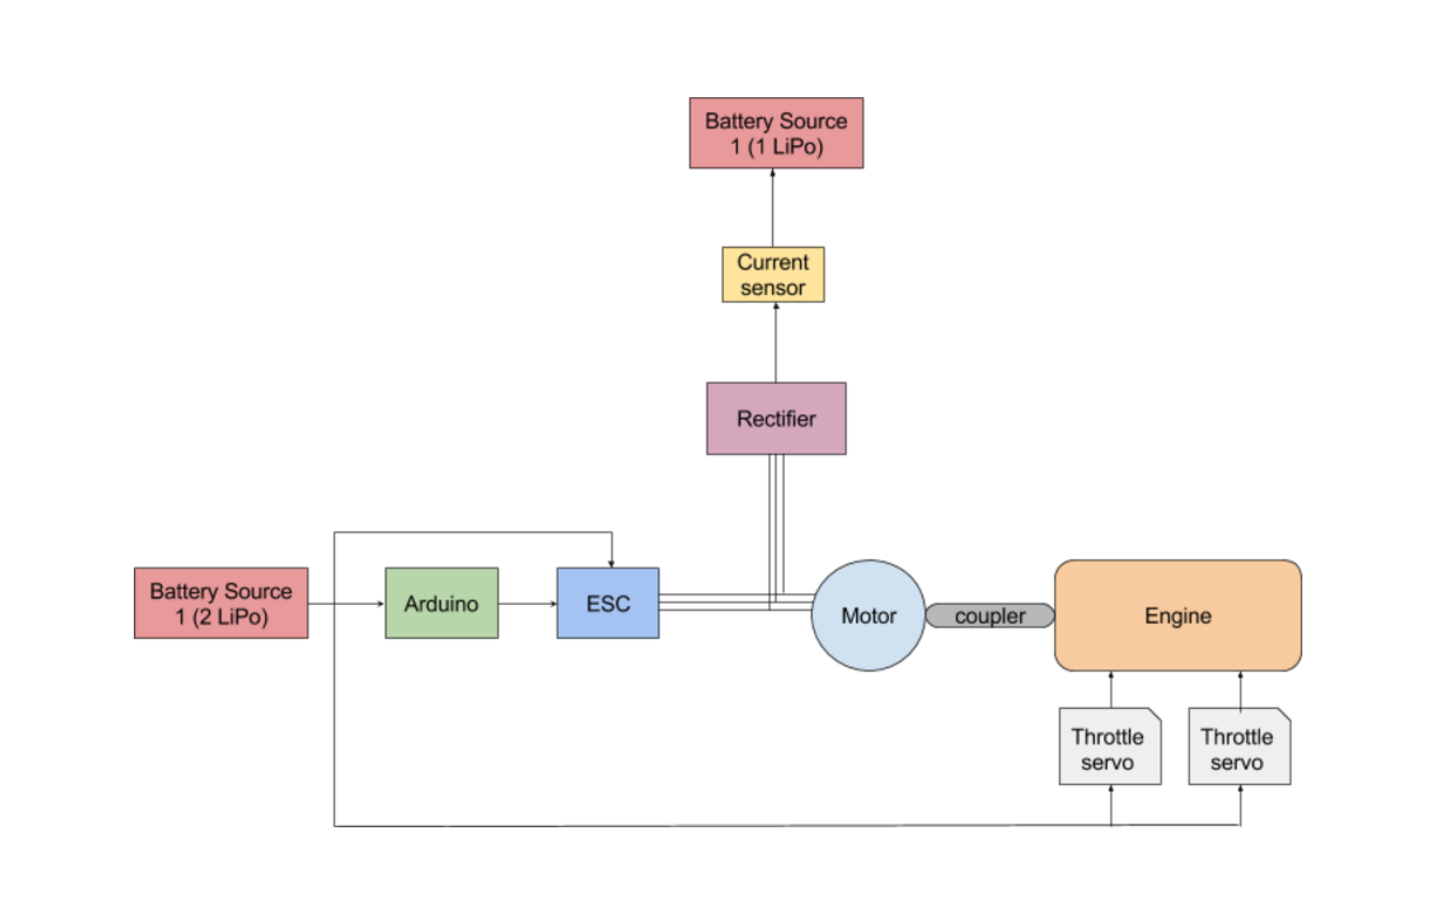 Battery Source
1 (1 LiPo)
Current
sensor
Rectifier
Battery Source
1 (2 LiPo)
Arduino
ESC
Motor
coupler
Engine
Throttle
servo
Throttle
servo